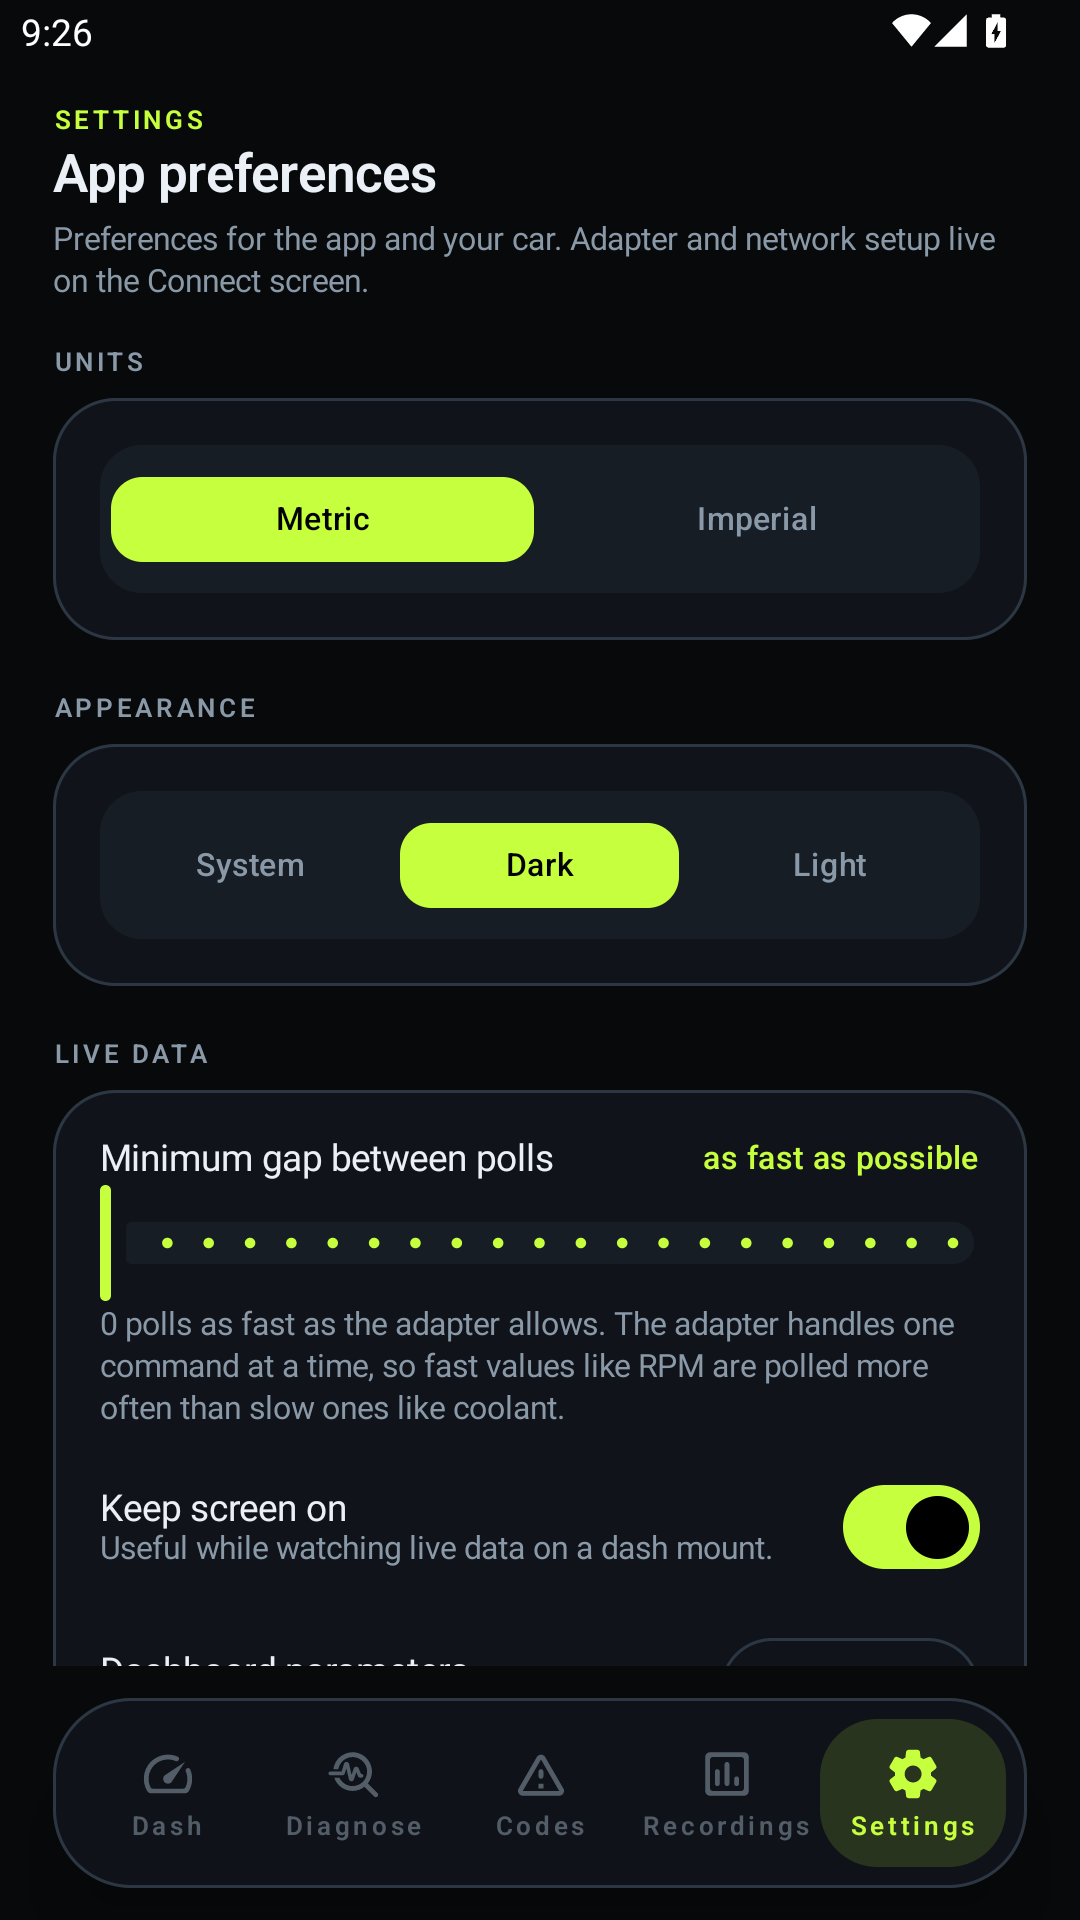 9:26
SETTINGS
App preferences
Preferences for the app and your car. Adapter and network setup live
on the Connect screen.
UNITS
Metric
Imperial
APPEARANCE
System
Dark
Light
LIVE DATA
Minimum gap between polls
as fast as possible
0 polls as fast as the adapter allows. The adapter handles one
command at a time, so fast values like RPM are polled more
often than slow ones like coolant.
Keep screen on
Useful while watching live data on a dash mount.
Dashboard parameters
Dash
Diagnose
Codes
Recordings
Settings